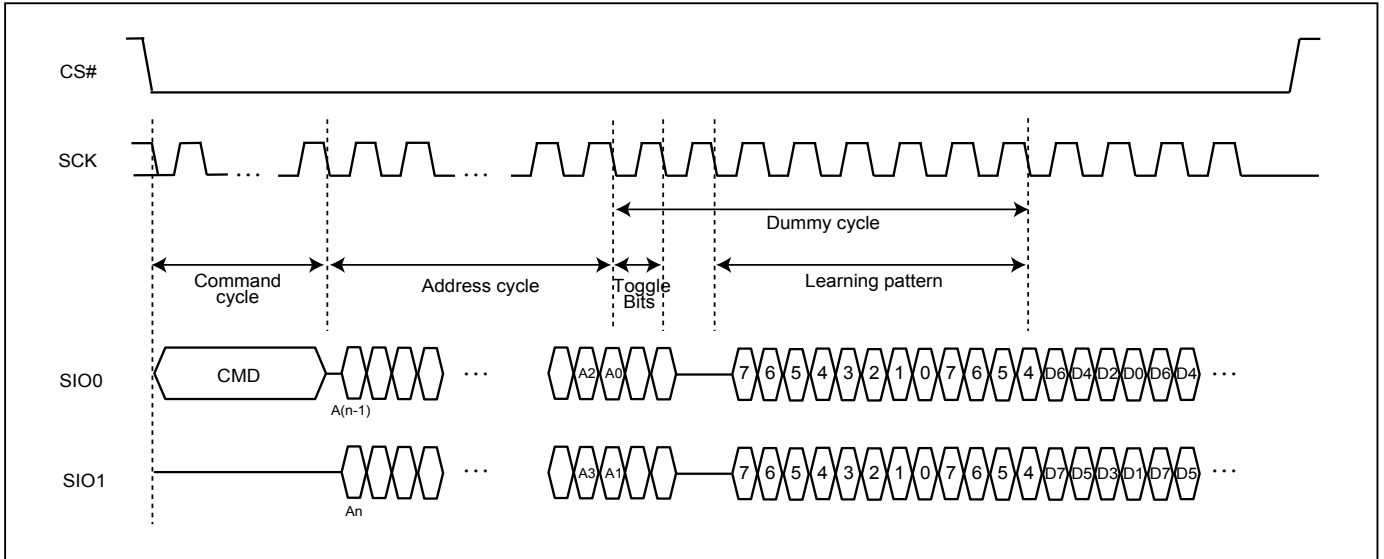 CS#
SCK
... ...
Dummy cycle
Command
cycle
Address cycle
Toggle
Bits
Learning pattern
SIO0
CMD
...
A2 A0
7 6 5 4 3 2 1 0 7 6 5 4 D6 D4 D2 D0 D6 D4 ...
A(n-1)
SIO1
...
A3 A1
7 6 5 4 3 2 1 0 7 6 5 4 D7 D5 D3 D1 D7 D5 ...
An